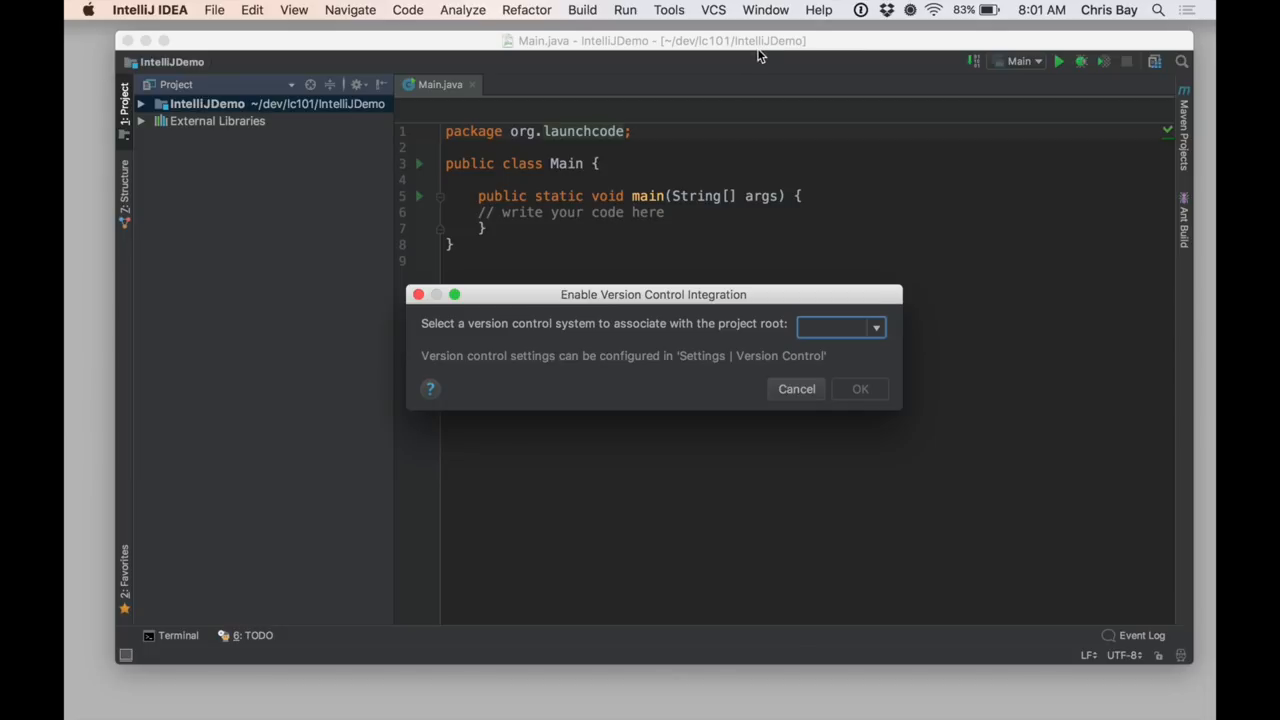 IntelliJ IDEA File Edit View Navigate Code Analyze Refactor Build Run Tools VCS Window Help 83% 8:01 AM Chris Bay
Main.java - IntelliJDemo - [~/dev/lc101/IntelliJDemo]
IntelliJDemo
Main
Project
Main.java
1: Project
IntelliJDemo ~/dev/lc101/IntelliJDemo
External Libraries
Z: Structure
2: Favorites
1 package org.launchcode;
2
3 public class Main {
4
5 public static void main(String[] args) {
6 // write your code here
7 }
8 }
9
Maven Projects
Ant Build
Enable Version Control Integration
Select a version control system to associate with the project root:
Version control settings can be configured in 'Settings | Version Control'
? Cancel OK
Terminal 6: TODO Event Log
LF÷ UTF-8÷